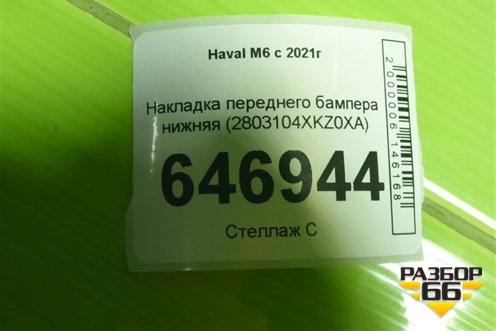 Haval M6 с 2021г
Накладка переднего бампера
нижняя (2803104XKZ0XA)
646944
Стеллаж С
2000006146168
РАЗБОР
66